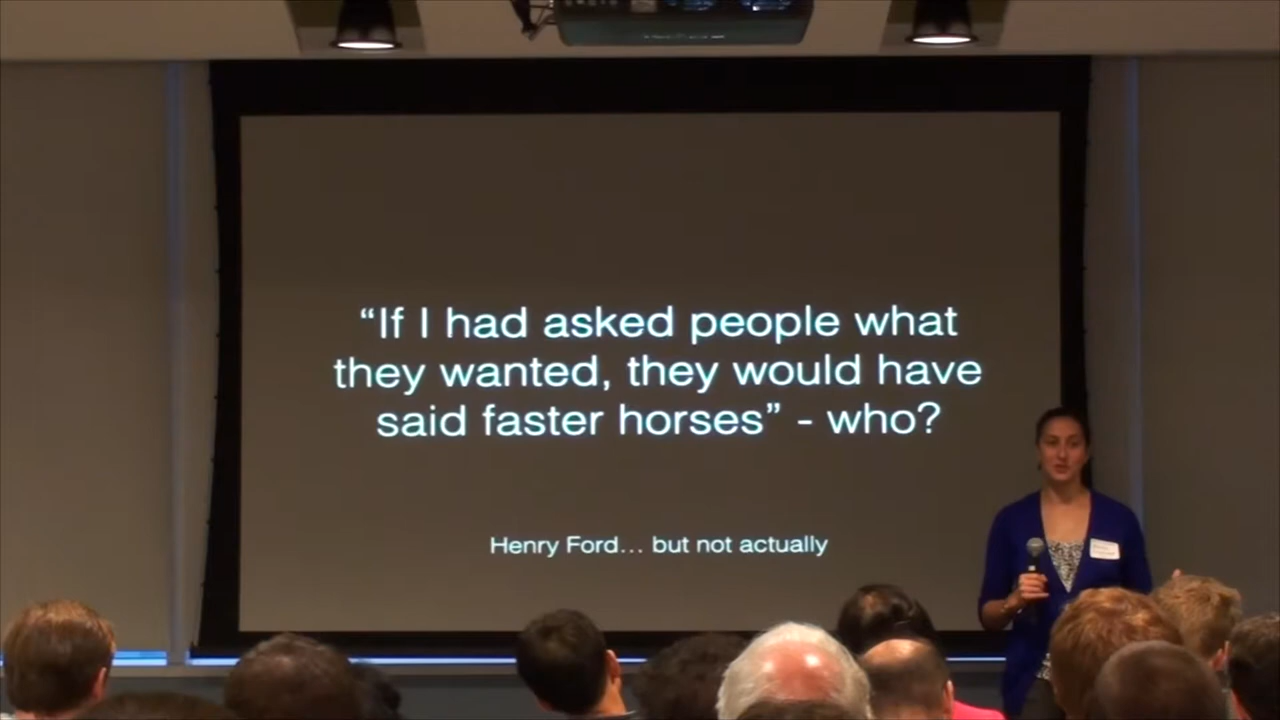 “If I had asked people what
they wanted, they would have
said faster horses” - who?
Henry Ford... but not actually